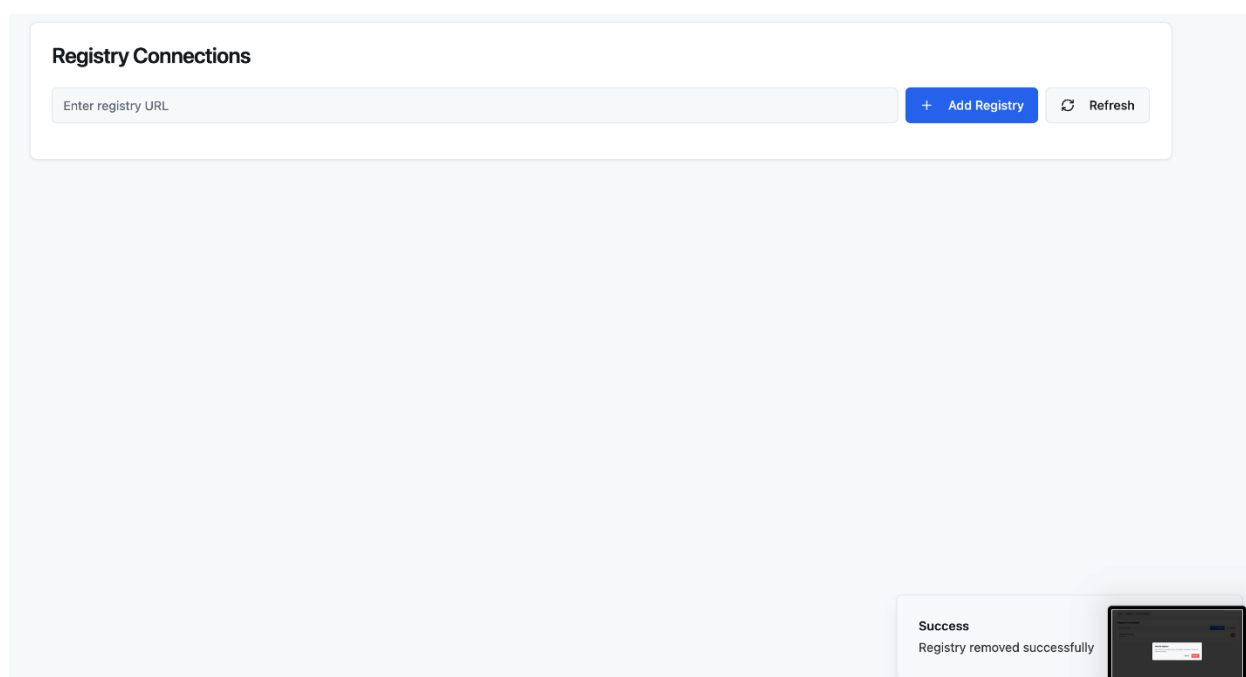 Registry Connections
Enter registry URL
Add Registry
Refresh
Success
Registry removed successfully